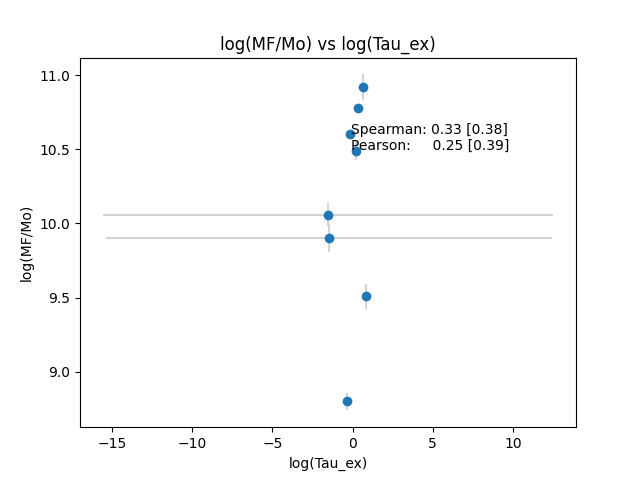 log(MF/Mo) vs log(Tau_ex)
11.0
10.5
10.0
9.5
9.0
log(MF/Mo)
Spearman: 0.33 [0.38]
Pearson: 0.25 [0.39]
−15 −10 −5 0 5 10
log(Tau_ex)